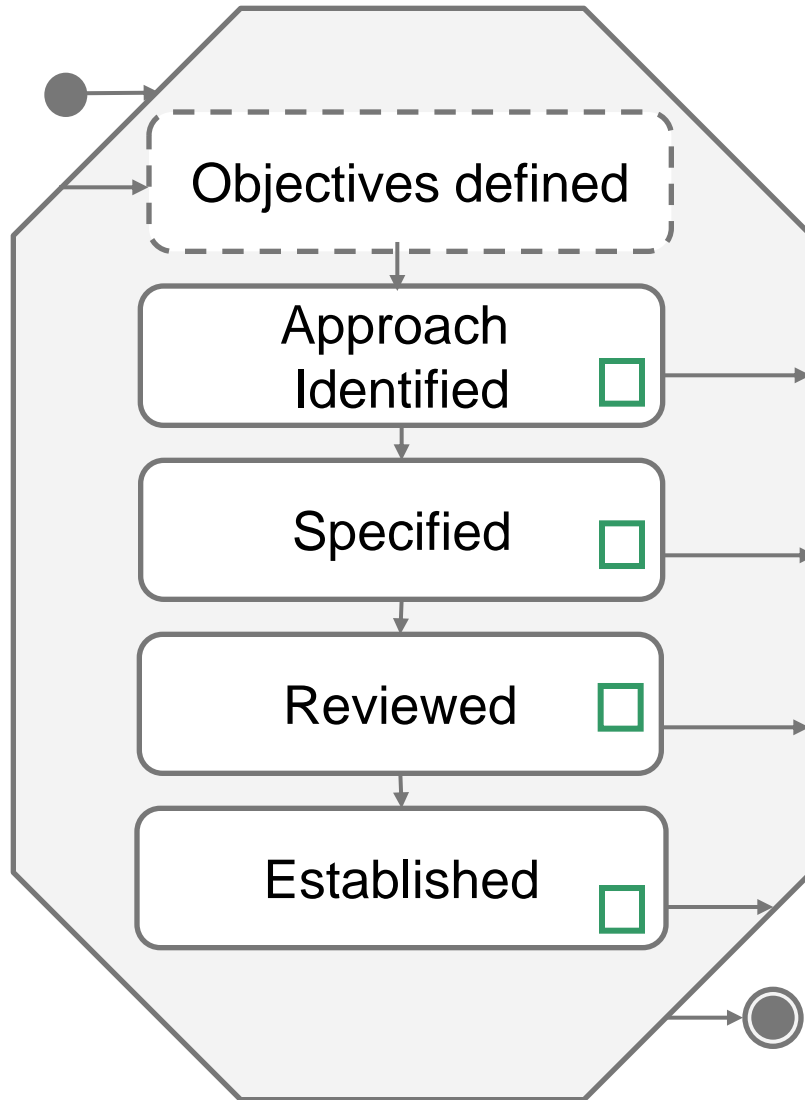 Objectives defined
Approach
Identified
Specified
Reviewed
Established